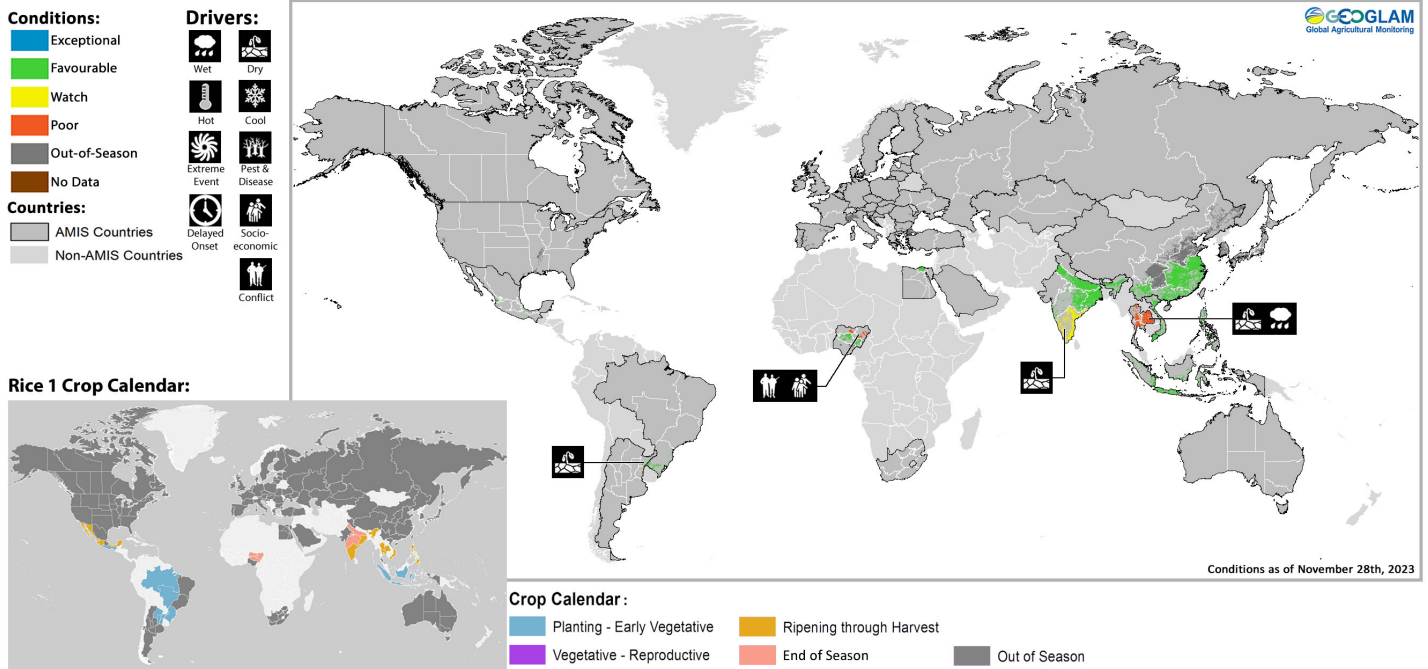 Conditions:
Exceptional
Favourable
Watch
Poor
Out-of-Season
No Data
Countries:
AMIS Countries
Non-AMIS Countries
Drivers:
Wet
Dry
Hot
Cool
Extreme
Event
Pest &
Disease
Delayed
Onset
Socio-
economic
Conflict
GEOGLAM
Global Agricultural Monitoring
Conditions as of November 28th, 2023
Rice 1 Crop Calendar:
Crop Calendar :
Planting - Early Vegetative
Ripening through Harvest
Vegetative - Reproductive
End of Season
Out of Season